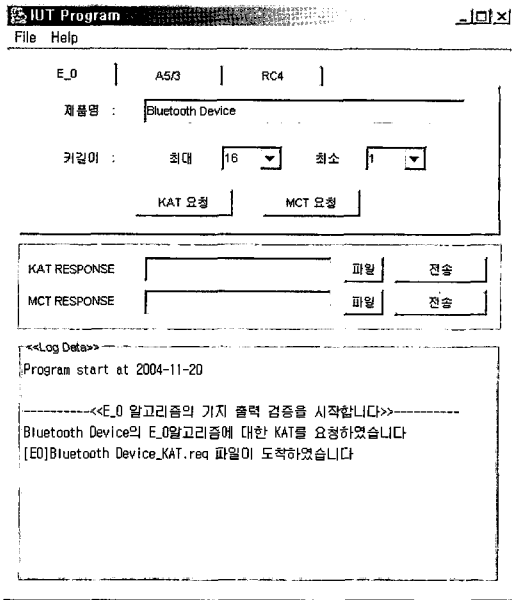 IUT Program
File Help
E_0 A5/3 RC4
제품명 : Bluetooth Device
키길이 : 최대 16 최소 1
KAT 요청 MCT 요청
KAT RESPONSE 파일 전송
MCT RESPONSE 파일 전송
<<Log Data>>
Program start at 2004-11-20
----------<<E_0 알고리즘의 기지 출력 검증을 시작합니다>>----------
Bluetooth Device의 E_0알고리즘에 대한 KAT를 요청하였습니다
[E0]Bluetooth Device_KAT.req 파일이 도착하였습니다